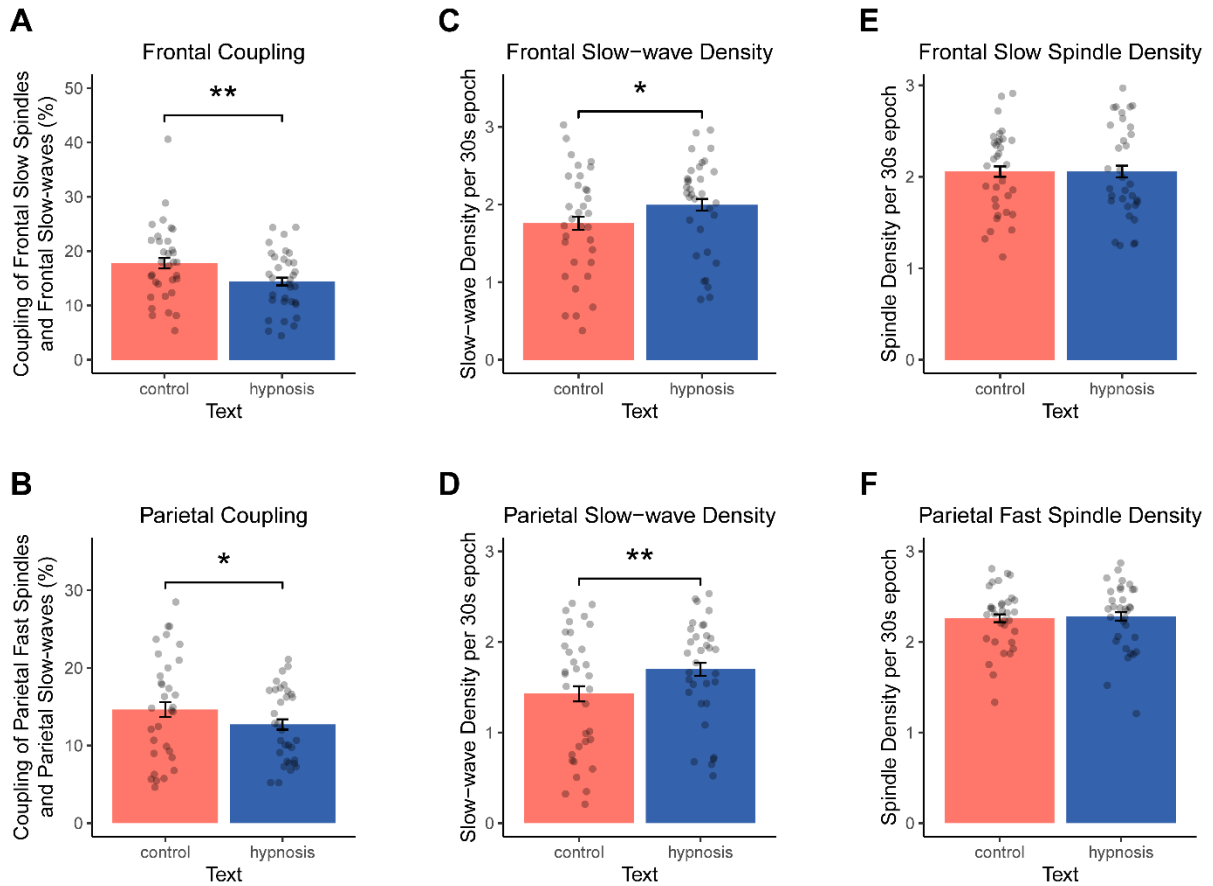 A
Frontal Coupling
Coupling of Frontal Slow Spindles
and Frontal Slow-waves (%)
50
40
30
20
10
0
**
control
hypnosis
Text
C
Frontal Slow-wave Density
Slow-wave Density per 30s epoch
3
2
1
0
*
control
hypnosis
Text
E
Frontal Slow Spindle Density
Spindle Density per 30s epoch
3
2
1
0
control
hypnosis
Text
B
Parietal Coupling
Coupling of Parietal Fast Spindles
and Parietal Slow-waves (%)
30
20
10
0
*
control
hypnosis
Text
D
Parietal Slow-wave Density
Slow-wave Density per 30s epoch
3
2
1
0
**
control
hypnosis
Text
F
Parietal Fast Spindle Density
Spindle Density per 30s epoch
3
2
1
0
control
hypnosis
Text